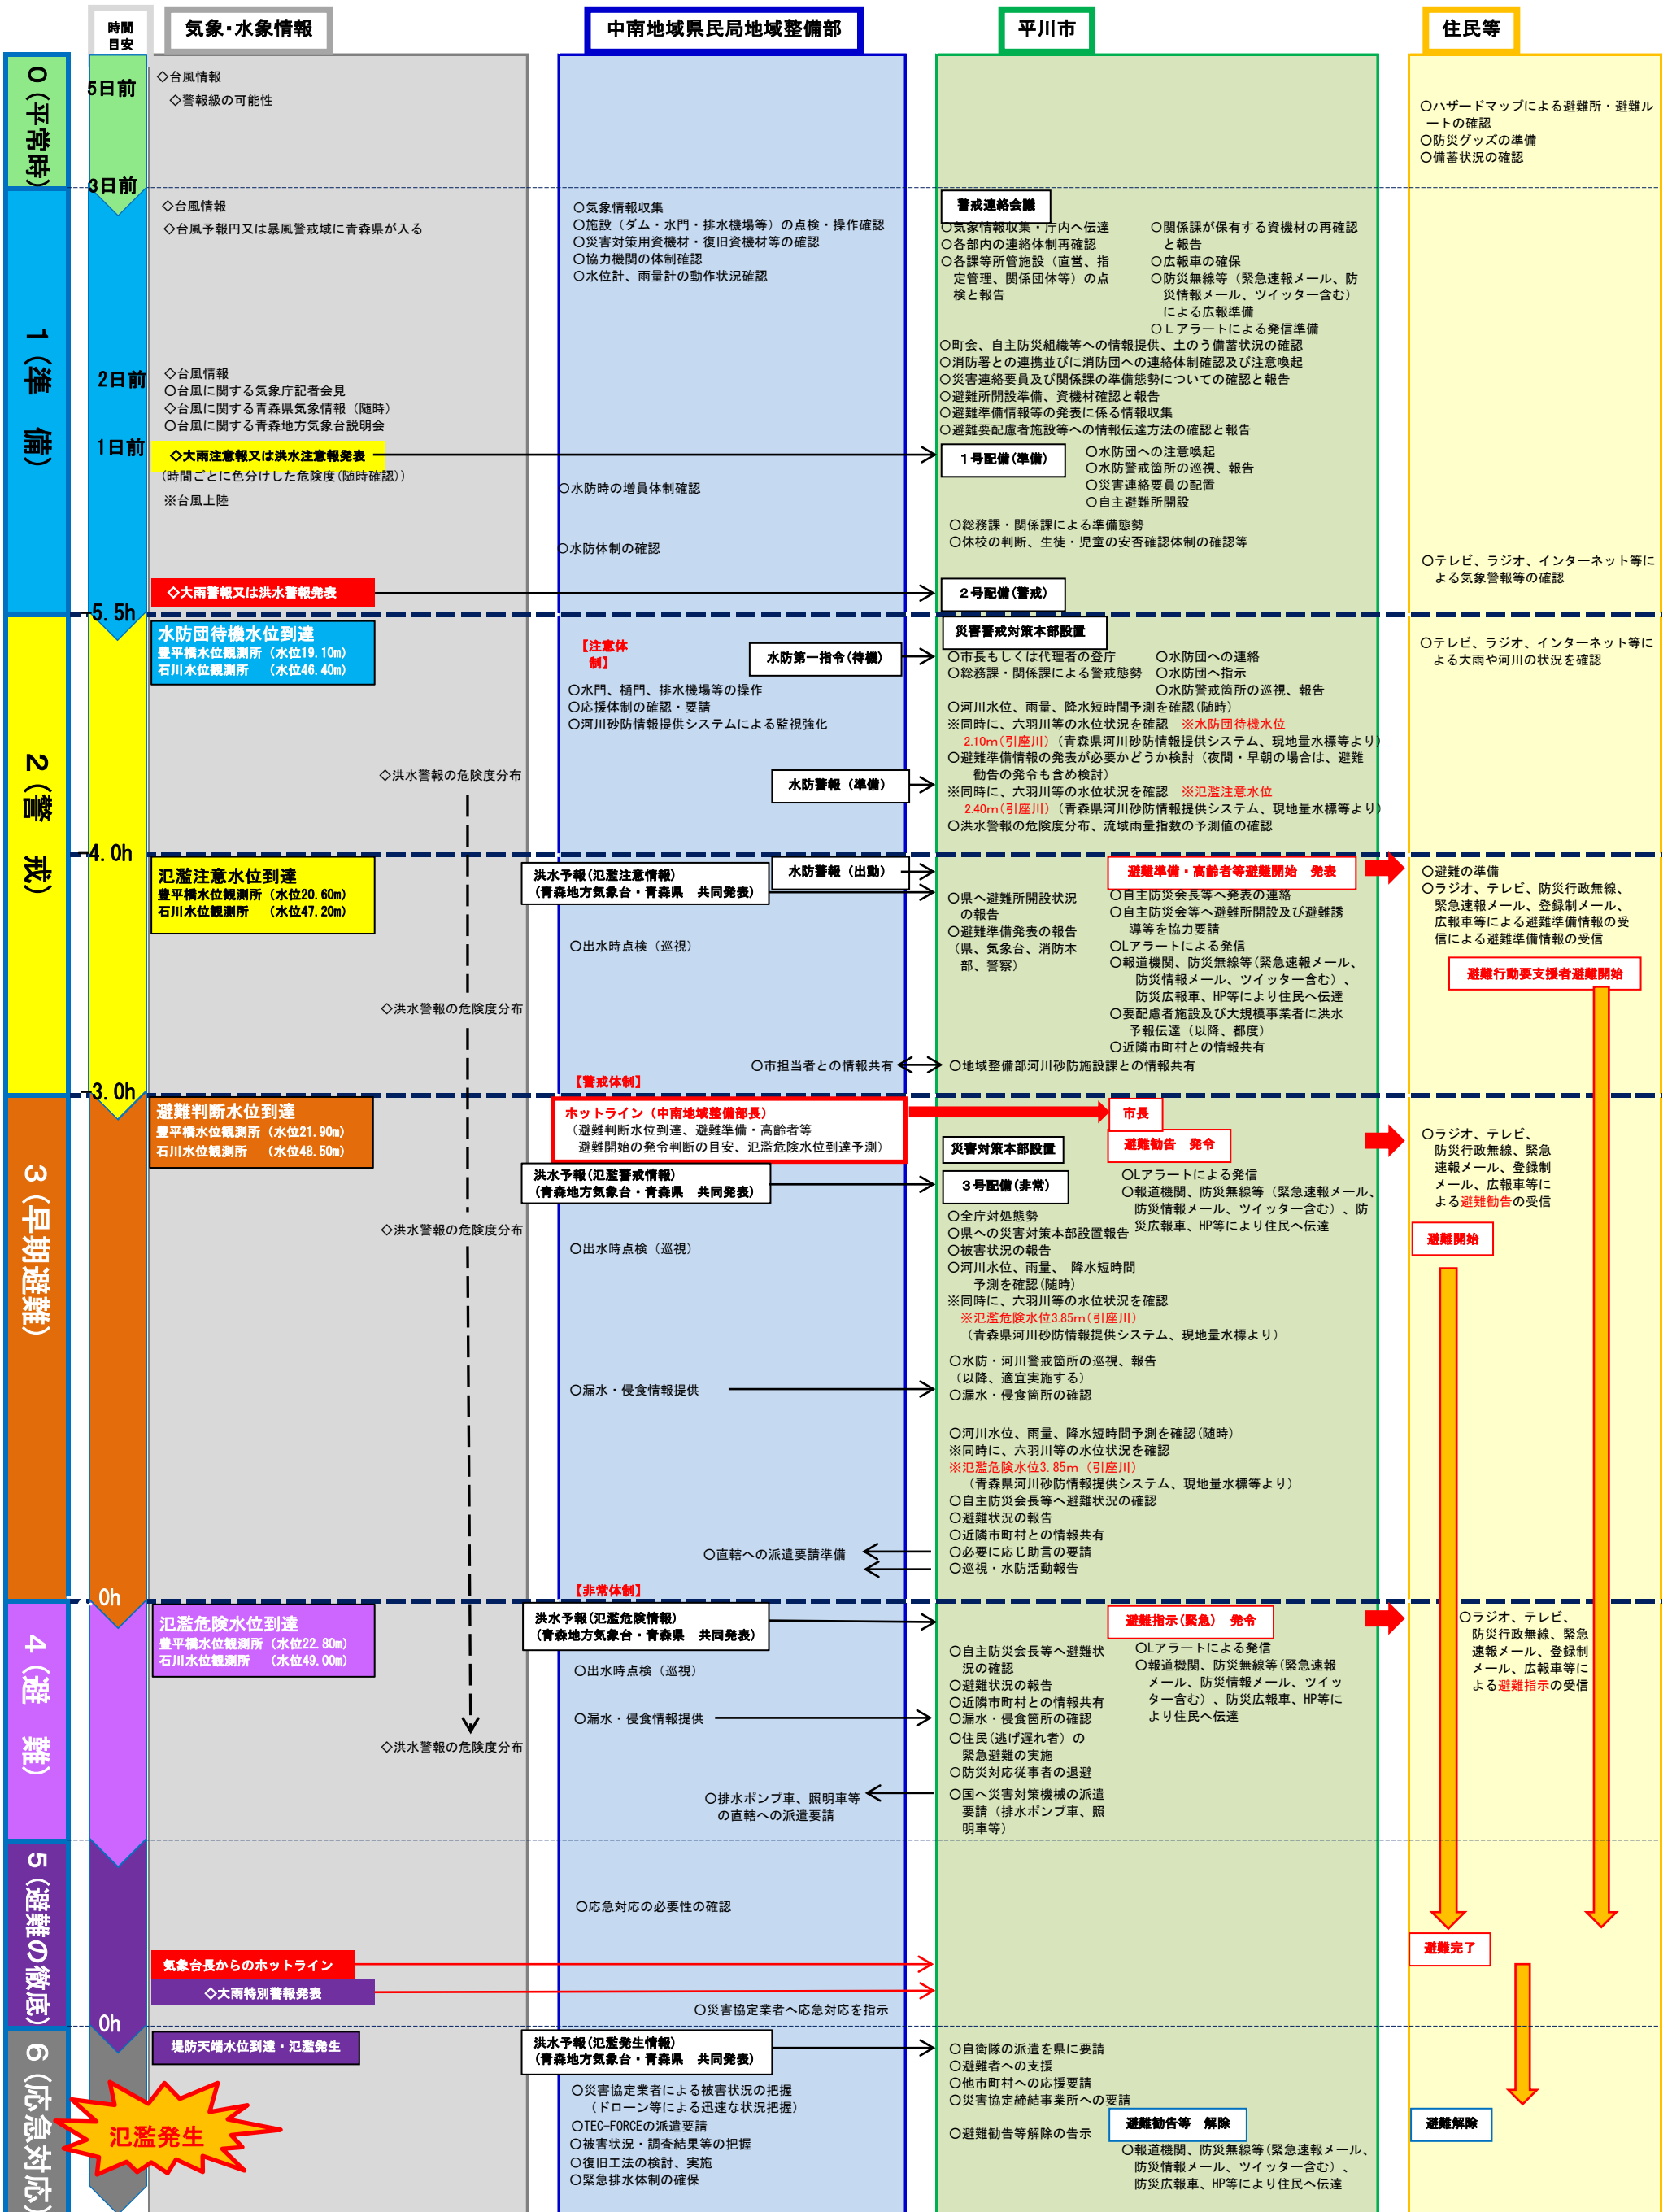 時間
目安
気象・水象情報
中南地域県民局地域整備部
平川市
住民等
0(平常時)
5日前
◇台風情報
◇警報級の可能性
○ハザードマップによる避難所・避難ル
ートの確認
○防災グッズの準備
○備蓄状況の確認
3日前
1(準 備)
◇台風情報
◇台風予報円又は暴風警戒域に青森県が入る
○気象情報収集
○施設（ダム・水門・排水機場等）の点検・操作確認
○災害対策用資機材・復旧資機材等の確認
○協力機関の体制確認
○水位計、雨量計の動作状況確認
警戒連絡会議
○気象情報収集・庁内へ伝達
○各部内の連絡体制再確認
○各課等所管施設（直営、指
定管理、関係団体等）の点
検と報告
○関係課が保有する資機材の再確認
と報告
○広報車の確保
○防災無線等（緊急速報メール、防
災情報メール、ツイッター含む）
による広報準備
○Ｌアラートによる発信準備
○町会、自主防災組織等への情報提供、土のう備蓄状況の確認
○消防署との連携並びに消防団への連絡体制確認及び注意喚起
○災害連絡要員及び関係課の準備態勢についての確認と報告
○避難所開設準備、資機材確認と報告
○避難準備情報等の発表に係る情報収集
○避難要配慮者施設等への情報伝達方法の確認と報告
2日前
◇台風情報
○台風に関する気象庁記者会見
◇台風に関する青森県気象情報（随時）
○台風に関する青森地方気象台説明会
1日前
◇大雨注意報又は洪水注意報発表
(時間ごとに色分けした危険度(随時確認))
※台風上陸
○水防時の増員体制確認
○水防体制の確認
１号配備(準備)
○水防団への注意喚起
○水防警戒箇所の巡視、報告
○災害連絡要員の配置
○自主避難所開設
○総務課・関係課による準備態勢
○休校の判断、生徒・児童の安否確認体制の確認等
○テレビ、ラジオ、インターネット等に
よる気象警報等の確認
◇大雨警報又は洪水警報発表
２号配備(警戒)
-5.5h
2(警 戒)
水防団待機水位到達
豊平橋水位観測所（水位19.10m）
石川水位観測所 （水位46.40m）
【注意体
制】
水防第一指令(待機)
○水門、樋門、排水機場等の操作
○応援体制の確認・要請
○河川砂防情報提供システムによる監視強化
災害警戒対策本部設置
○市長もしくは代理者の登庁
○総務課・関係課による警戒態勢
○水防団への連絡
○水防団へ指示
○水防警戒箇所の巡視、報告
○河川水位、雨量、降水短時間予測を確認(随時)
※同時に、六羽川等の水位状況を確認 ※水防団待機水位
2.10m(引座川)（青森県河川砂防情報提供システム、現地量水標等より）
○避難準備情報の発表が必要かどうか検討（夜間・早朝の場合は、避難
勧告の発令も含め検討）
※同時に、六羽川等の水位状況を確認 ※氾濫注意水位
2.40m(引座川)（青森県河川砂防情報提供システム、現地量水標等より）
○洪水警報の危険度分布、流域雨量指数の予測値の確認
○テレビ、ラジオ、インターネット等に
よる大雨や河川の状況を確認
◇洪水警報の危険度分布
水防警報（準備）
-4.0h
氾濫注意水位到達
豊平橋水位観測所（水位20.60m）
石川水位観測所 （水位47.20m）
洪水予報(氾濫注意情報)
(青森地方気象台・青森県 共同発表)
水防警報（出動）
○出水時点検（巡視）
◇洪水警報の危険度分布
○市担当者との情報共有
○県へ避難所開設状況
の報告
○避難準備発表の報告
（県、気象台、消防本
部、警察）
避難準備・高齢者等避難開始 発表
○自主防災会長等へ発表の連絡
○自主防災会等へ避難所開設及び避難誘
導等を協力要請
○Lアラートによる発信
○報道機関、防災無線等(緊急速報メール、
防災情報メール、ツイッター含む）、
防災広報車、HP等により住民へ伝達
○要配慮者施設及び大規模事業者に洪水
予報伝達（以降、都度）
○近隣市町村との情報共有
○地域整備部河川砂防施設課との情報共有
○避難の準備
○ラジオ、テレビ、防災行政無線、
緊急速報メール、登録制メール、
広報車等による避難準備情報の受
信による避難準備情報の受信
避難行動要支援者避難開始
【警戒体制】
-3.0h
3(早期避難)
避難判断水位到達
豊平橋水位観測所（水位21.90m）
石川水位観測所 （水位48.50m）
ホットライン（中南地域整備部長）
（避難判断水位到達、避難準備・高齢者等
避難開始の発令判断の目安、氾濫危険水位到達予測）
洪水予報(氾濫警戒情報)
(青森地方気象台・青森県 共同発表)
◇洪水警報の危険度分布
○出水時点検（巡視）
○漏水・侵食情報提供
○直轄への派遣要請準備
市長
災害対策本部設置
避難勧告 発令
３号配備(非常)
○Lアラートによる発信
○報道機関、防災無線等（緊急速報メール、
防災情報メール、ツイッター含む）、防
災広報車、HP等により住民へ伝達
○全庁対処態勢
○県への災害対策本部設置報告
○被害状況の報告
○河川水位、雨量、 降水短時間
予測を確認(随時)
※同時に、六羽川等の水位状況を確認
※氾濫危険水位3.85m(引座川)
（青森県河川砂防情報提供システム、現地量水標より）
○水防・河川警戒箇所の巡視、報告
（以降、適宜実施する）
○漏水・侵食箇所の確認
○河川水位、雨量、降水短時間予測を確認(随時)
※同時に、六羽川等の水位状況を確認
※氾濫危険水位3.85m（引座川）
（青森県河川砂防情報提供システム、現地量水標等より）
○自主防災会長等へ避難状況の確認
○避難状況の報告
○近隣市町村との情報共有
○必要に応じ助言の要請
○巡視・水防活動報告
○ラジオ、テレビ、
防災行政無線、緊急
速報メール、登録制
メール、広報車等に
よる避難勧告の受信
避難開始
【非常体制】
0h
4(避 難)
氾濫危険水位到達
豊平橋水位観測所（水位22.80m）
石川水位観測所 （水位49.00m）
洪水予報(氾濫危険情報)
(青森地方気象台・青森県 共同発表)
○出水時点検（巡視）
○漏水・侵食情報提供
◇洪水警報の危険度分布
○排水ポンプ車、照明車等
の直轄への派遣要請
避難指示(緊急) 発令
○自主防災会長等へ避難状
況の確認
○避難状況の報告
○近隣市町村との情報共有
○漏水・侵食箇所の確認
○住民(逃げ遅れ者）の
緊急避難の実施
○防災対応従事者の退避
○国へ災害対策機械の派遣
要請（排水ポンプ車、照
明車等）
○Lアラートによる発信
○報道機関、防災無線等(緊急速報
メール、防災情報メール、ツイッ
ター含む）、防災広報車、HP等に
より住民へ伝達
○ラジオ、テレビ、
防災行政無線、緊急
速報メール、登録制
メール、広報車等に
よる避難指示の受信
5(避難の徹底)
○応急対応の必要性の確認
気象台長からのホットライン
◇大雨特別警報発表
○災害協定業者へ応急対応を指示
避難完了
0h
6(応急対応)
堤防天端水位到達・氾濫発生
氾濫発生
洪水予報(氾濫発生情報)
(青森地方気象台・青森県 共同発表)
○災害協定業者による被害状況の把握
（ドローン等による迅速な状況把握）
○TEC-FORCEの派遣要請
○被害状況・調査結果等の把握
○復旧工法の検討、実施
○緊急排水体制の確保
○自衛隊の派遣を県に要請
○避難者への支援
○他市町村への応援要請
○災害協定締結事業所への要請
○避難勧告等解除の告示
避難勧告等 解除
○報道機関、防災無線等(緊急速報メール、
防災情報メール、ツイッター含む）、
防災広報車、HP等により住民へ伝達
避難解除